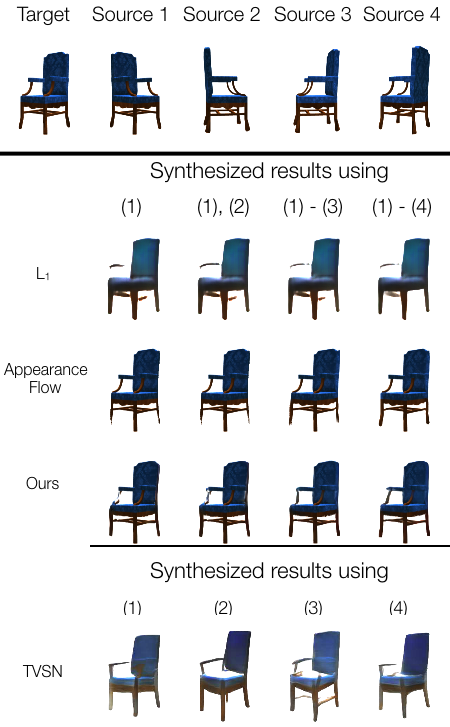 Target Source 1 Source 2 Source 3 Source 4
Synthesized results using
(1) (1), (2) (1) - (3) (1) - (4)
L₁
Appearance
Flow
Ours
Synthesized results using
(1) (2) (3) (4)
TVSN